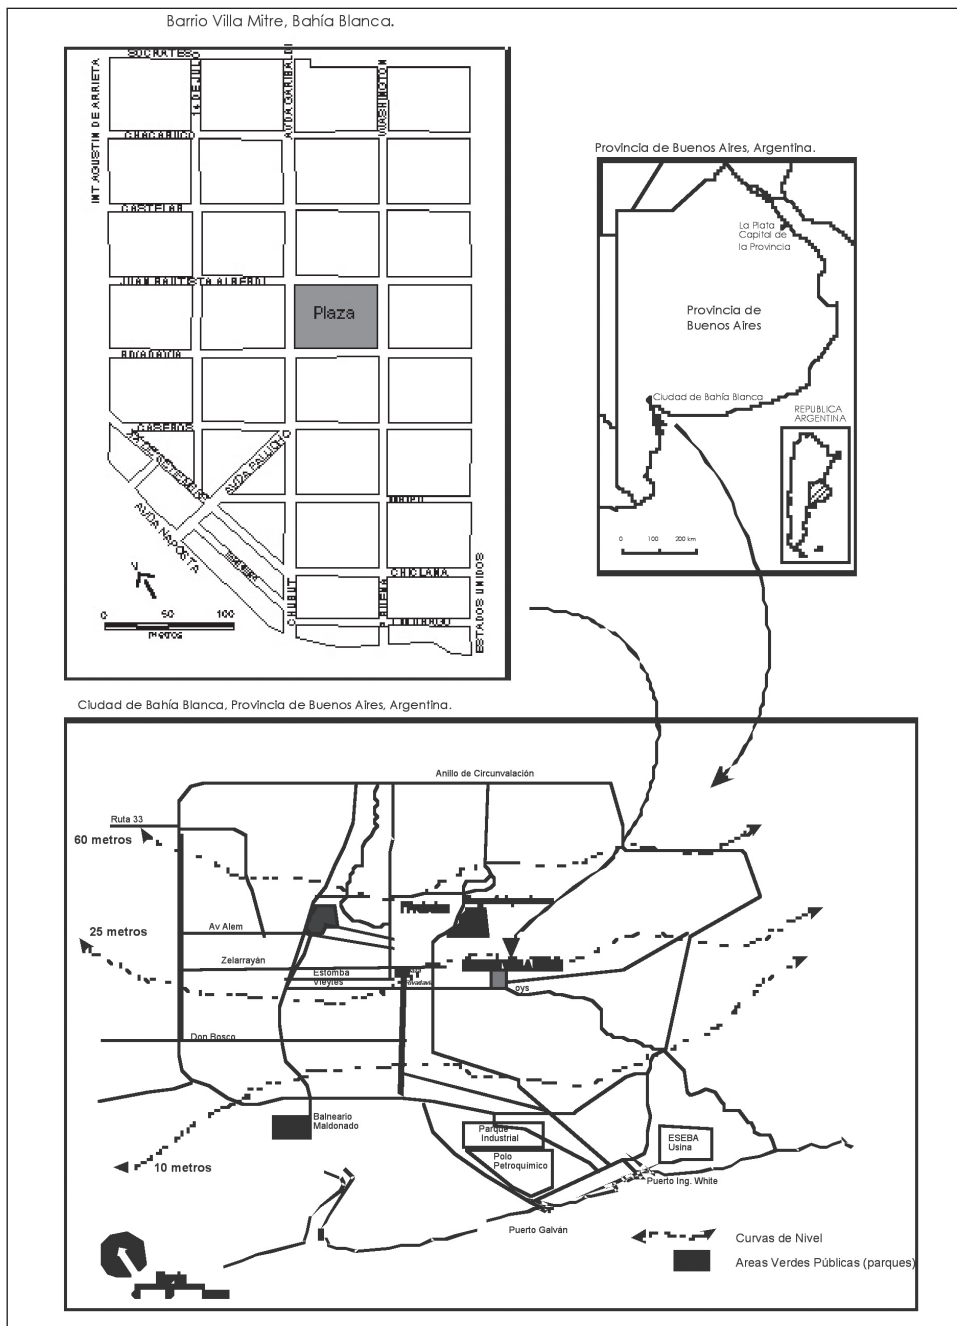 Barrio Villa Mitre, Bahía Blanca.
SOCRATES
INT AGUSTIN DE ARRIETA
14 DE JULIO
AVDA GARIBALDI
WASHINGTON
CHACABUCO
CASTELAR
JUAN BAUTISTA ALBERDI
Plaza
RIVADAVIA
CASEROS
AVDA NAPOSTA
MAIPU
CHICLANA
CHUBUT
ESTADOS UNIDOS
N
0 50 100
metros
Provincia de Buenos Aires, Argentina.
La Plata
Capital de
la Provincia
Provincia de
Buenos Aires
Ciudad de Bahía Blanca
REPUBLICA
ARGENTINA
0 100 200 km
Ciudad de Bahía Blanca, Provincia de Buenos Aires, Argentina.
Anillo de Circunvalación
Ruta 33
60 metros
25 metros
Av Alem
Zelarrayán
Estomba
Vieytes
Rivadavia
oys
Don Bosco
Balneario
Maldonado
10 metros
Parque
Industrial
Polo
Petroquímico
ESEBA
Usina
Puerto Ing. White
Puerto Galván
Curvas de Nivel
Areas Verdes Públicas (parques)